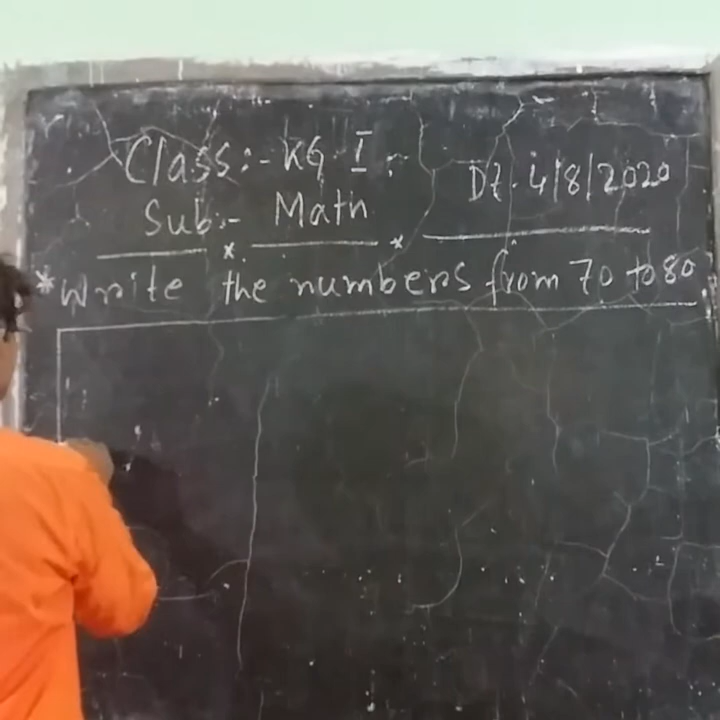 Class:- KG-I:
Dt. 4/8/2020
Sub:- Math
*Write the numbers from 70 to 80